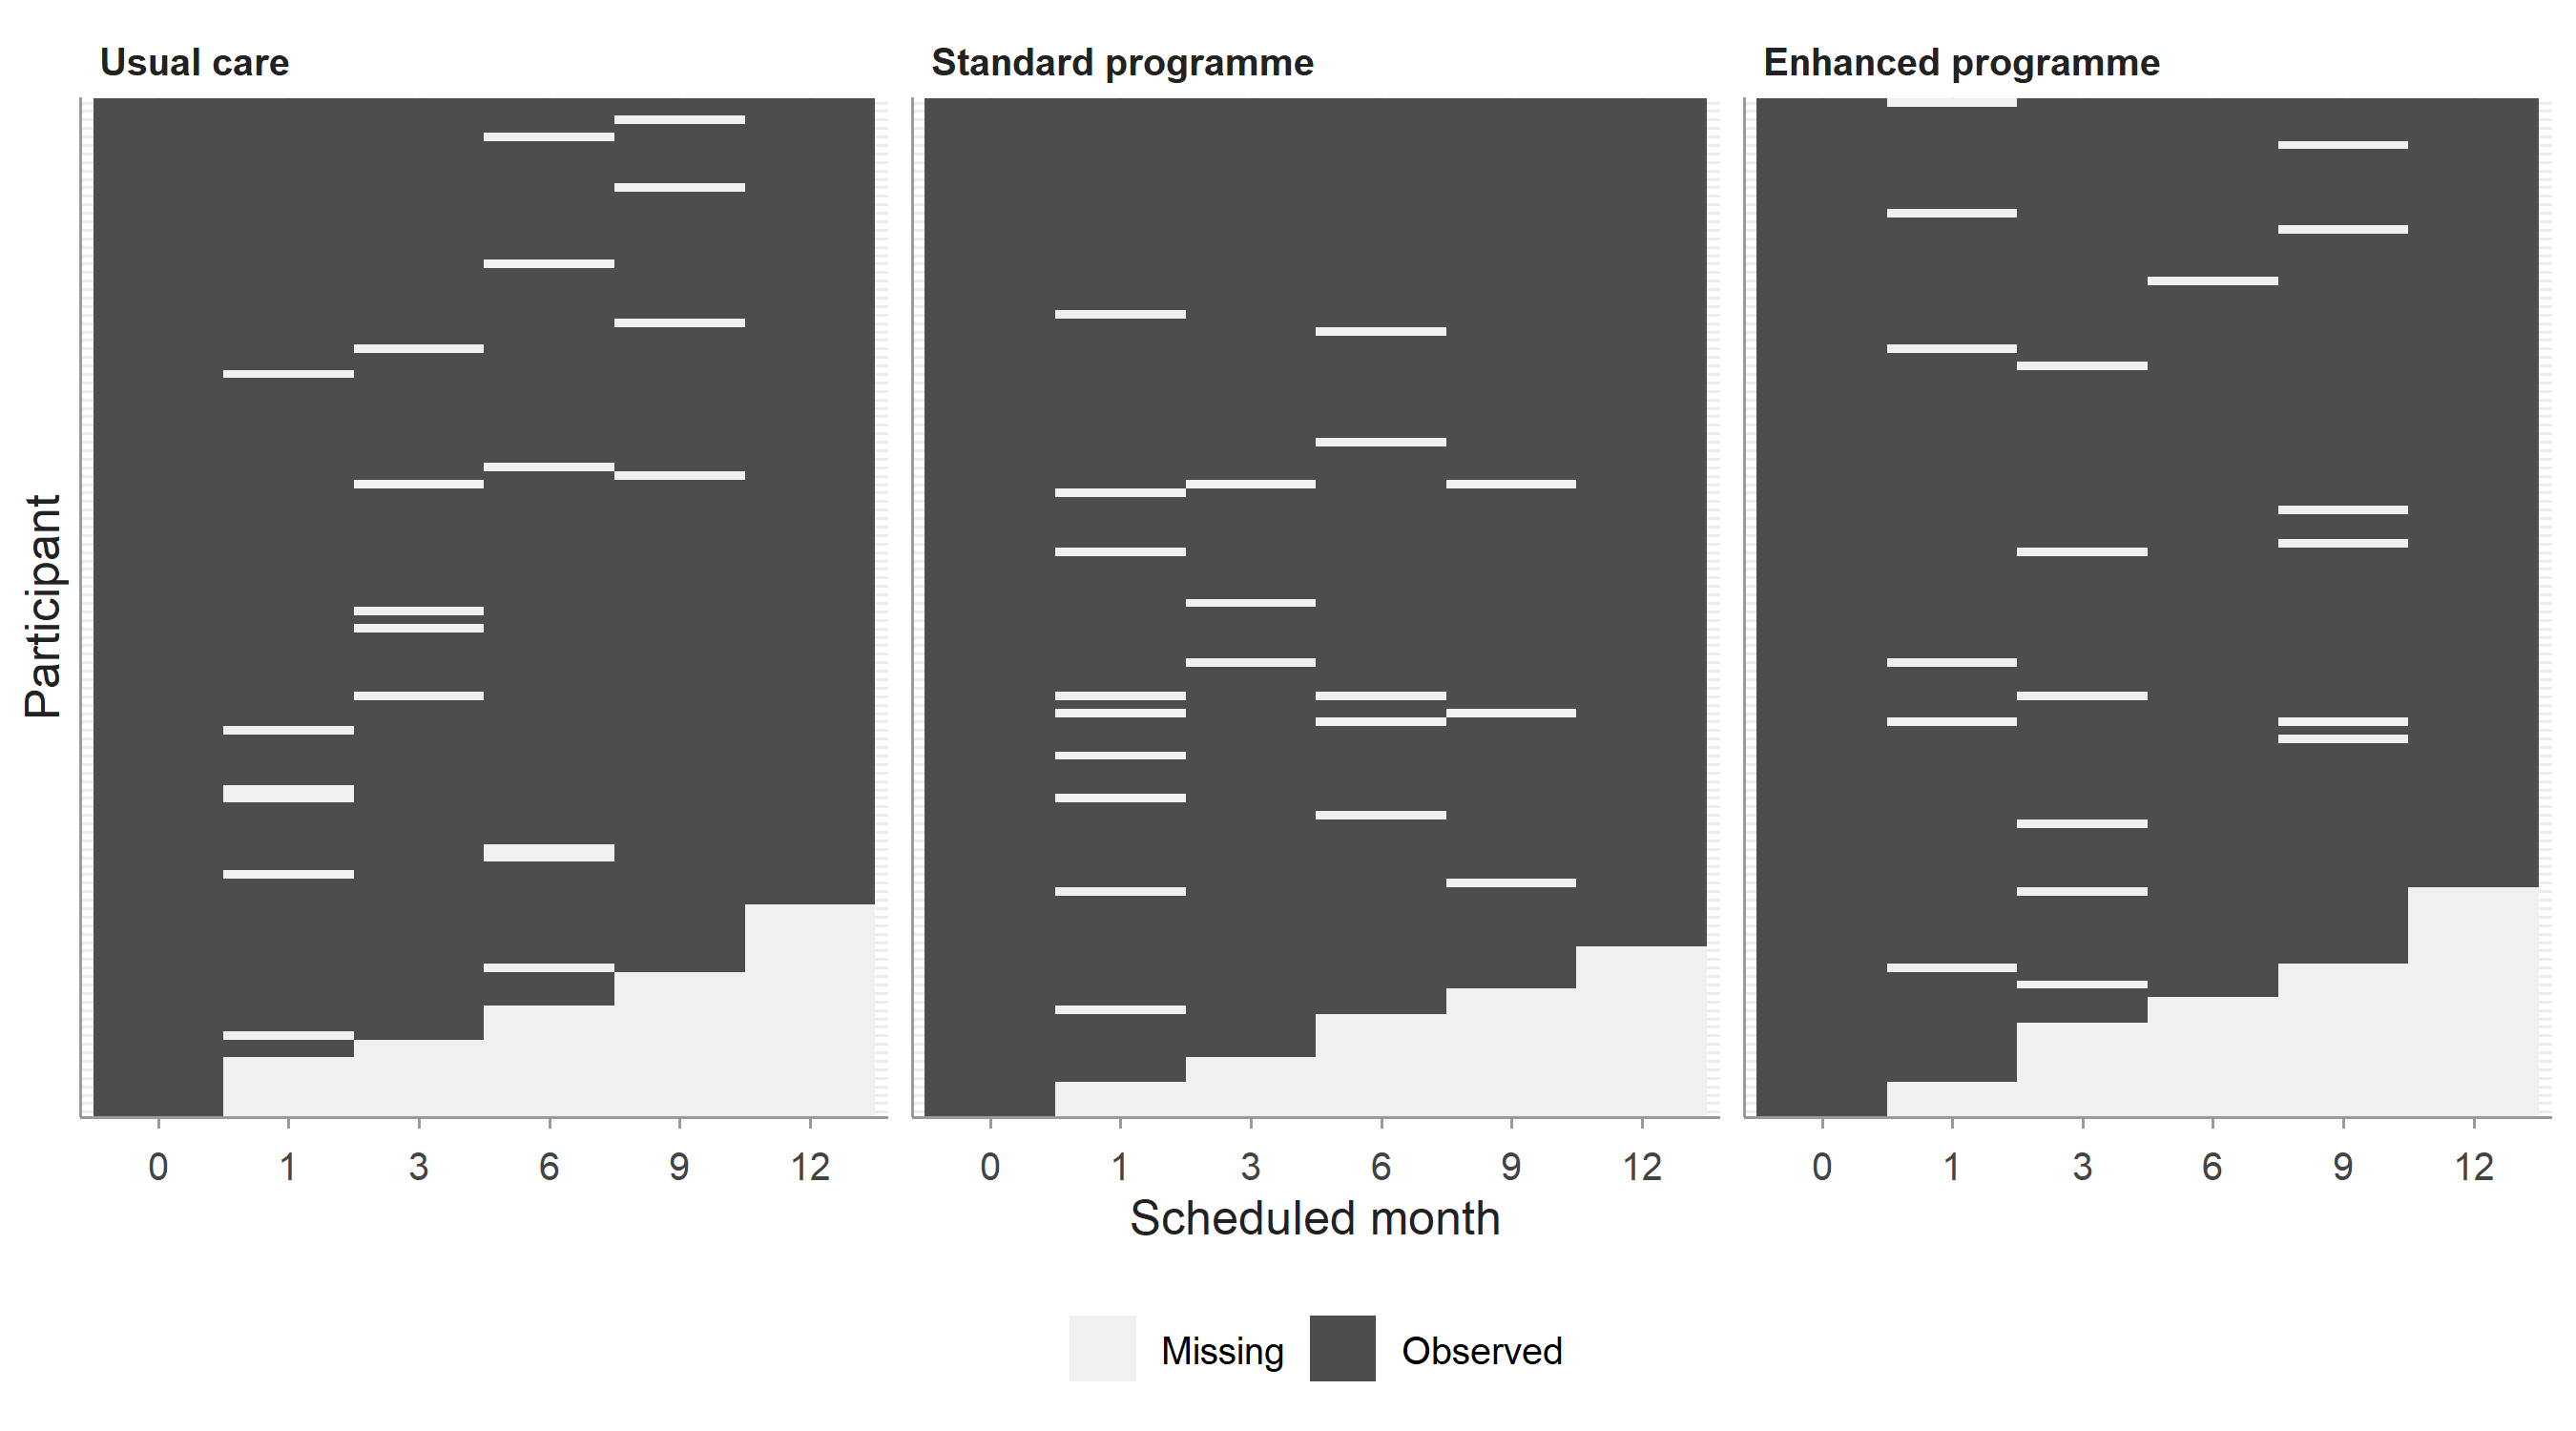 Usual care
Standard programme
Enhanced programme
Participant
0 1 3 6 9 12
0 1 3 6 9 12
0 1 3 6 9 12
Scheduled month
Missing
Observed